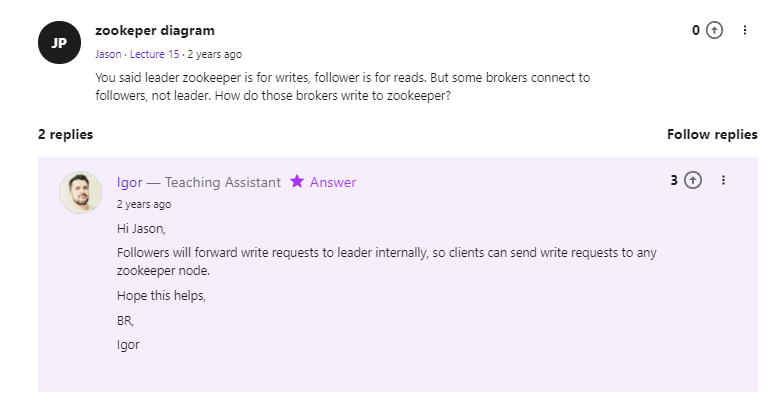 JP
zookeper diagram
0
Jason · Lecture 15 · 2 years ago
You said leader zookeeper is for writes, follower is for reads. But some brokers connect to
followers, not leader. How do those brokers write to zookeeper?
2 replies
Follow replies
Igor — Teaching Assistant ★ Answer
3
2 years ago
Hi Jason,
Followers will forward write requests to leader internally, so clients can send write requests to any
zookeeper node.
Hope this helps,
BR,
Igor